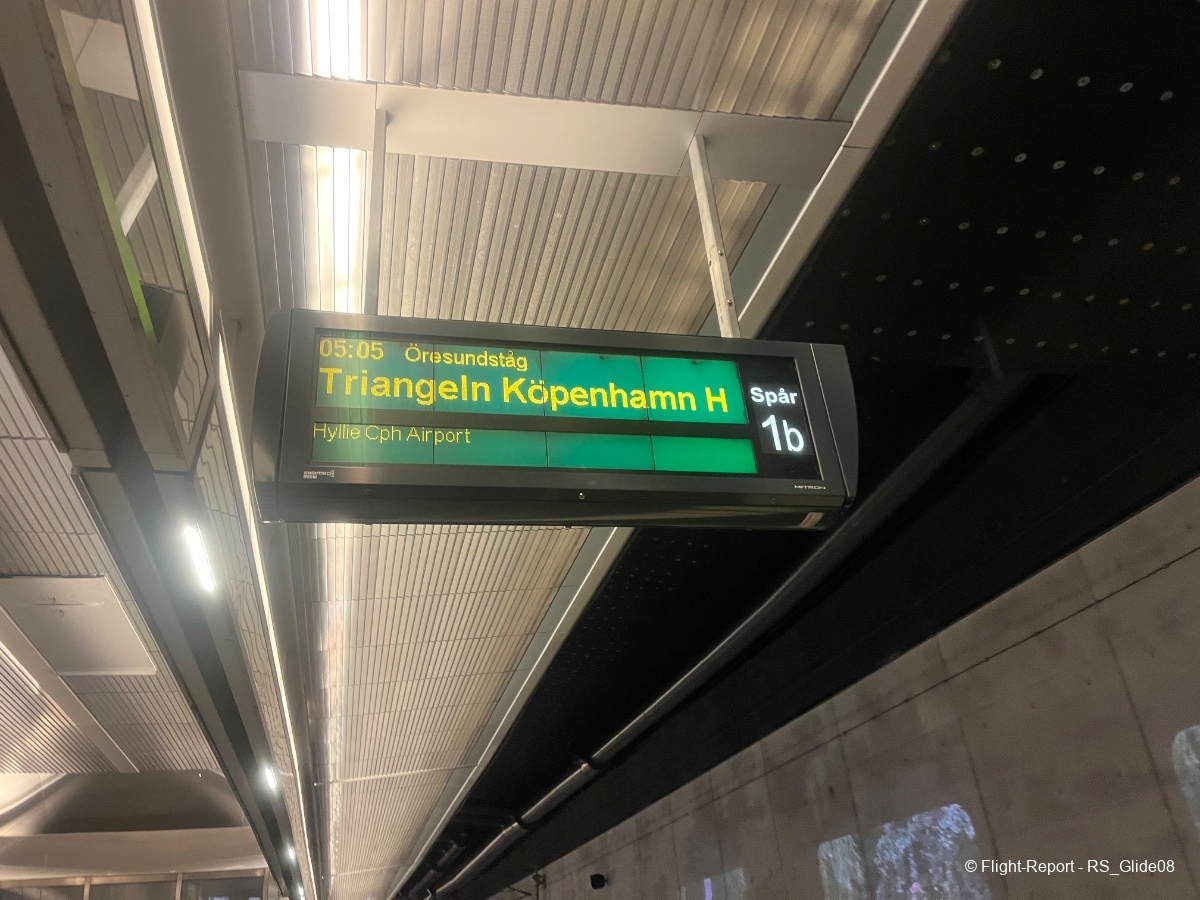 05:05 Öresundståg
Triangeln Köpenhamn H
Hyllie Cph Airport
Spår
1b
MITRON
© Flight-Report - RS_Glide08